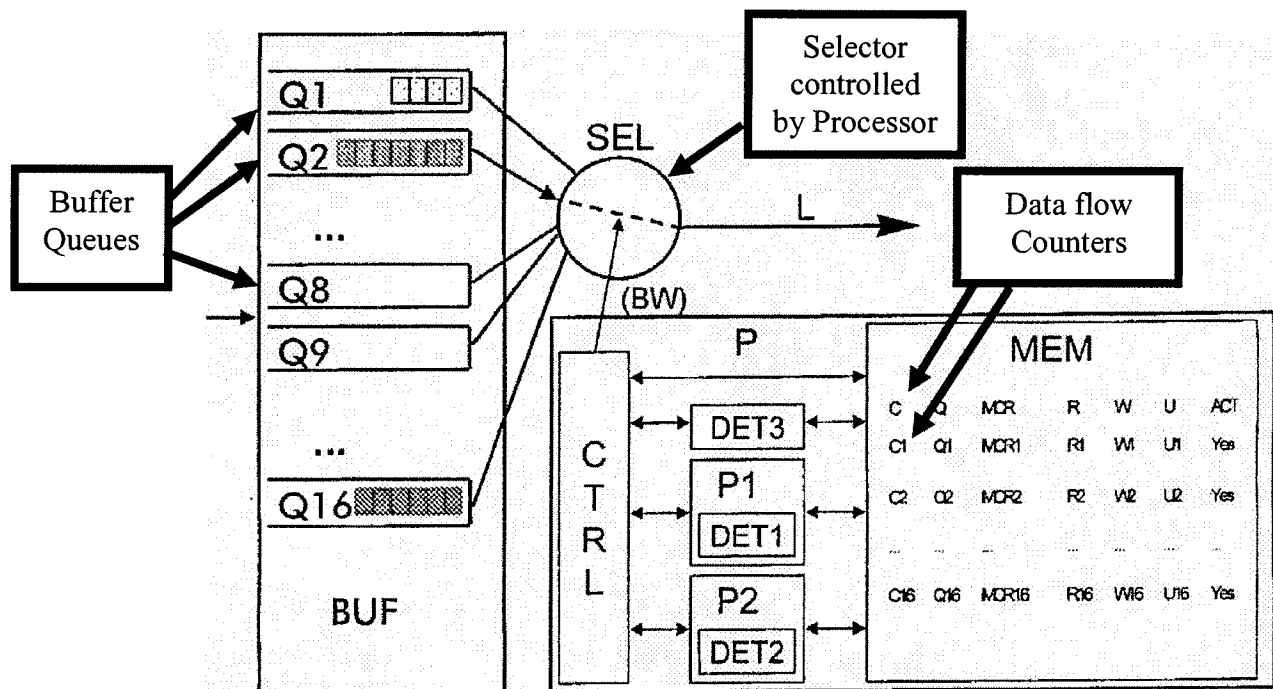 Selector
controlled
by Processor
Buffer
Queues
Data flow
Counters
Q1
Q2
...
Q8
Q9
...
Q16
BUF
SEL
L
(BW)
P
CTRL
DET3
P1
DET1
P2
DET2
MEM
C Q MCR R W U ACT
C1 Q1 MCR1 R1 W1 U1 Yes
C2 Q2 MCR2 R2 W2 U2 Yes
... ... ... ... ... ... ...
C16 Q16 MCR16 R16 W16 U16 Yes